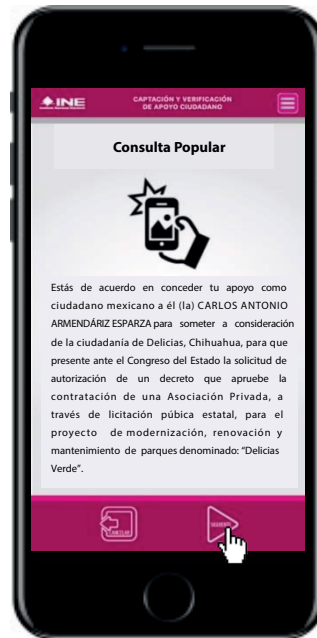 INE
CAPTACIÓN Y VERIFICACIÓN
DE APOYO CIUDADANO
Consulta Popular
Estás de acuerdo en conceder tu apoyo como
ciudadano mexicano a él (la) CARLOS ANTONIO
ARMENDÁRIZ ESPARZA para someter a consideración
de la ciudadanía de Delicias, Chihuahua, para que
presente ante el Congreso del Estado la solicitud de
autorización de un decreto que apruebe la
contratación de una Asociación Privada, a
través de licitación púbica estatal, para el
proyecto de modernización, renovación y
mantenimiento de parques denominado: "Delicias
Verde".
CANCELAR
SIGUIENTE